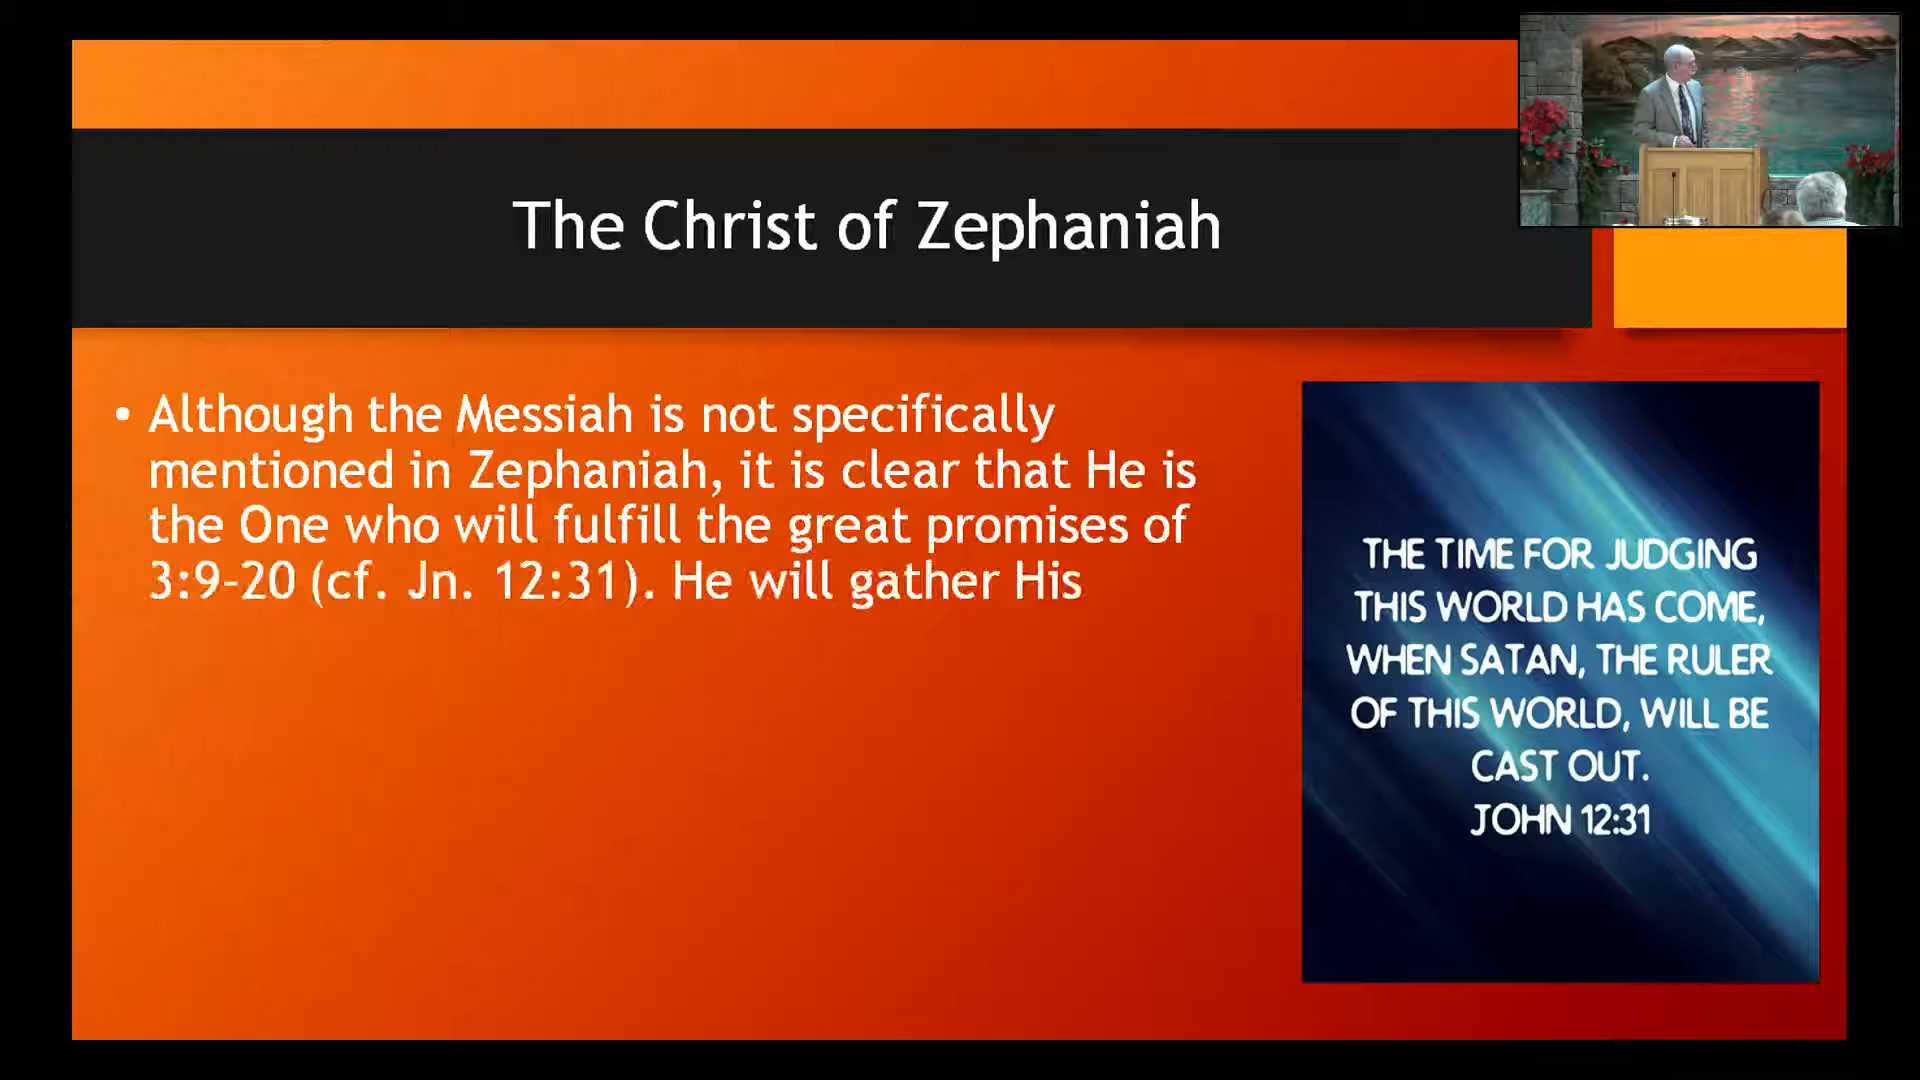 The Christ of Zephaniah
• Although the Messiah is not specifically
mentioned in Zephaniah, it is clear that He is
the One who will fulfill the great promises of
3:9-20 (cf. Jn. 12:31). He will gather His
THE TIME FOR JUDGING
THIS WORLD HAS COME,
WHEN SATAN, THE RULER
OF THIS WORLD, WILL BE
CAST OUT.
JOHN 12:31